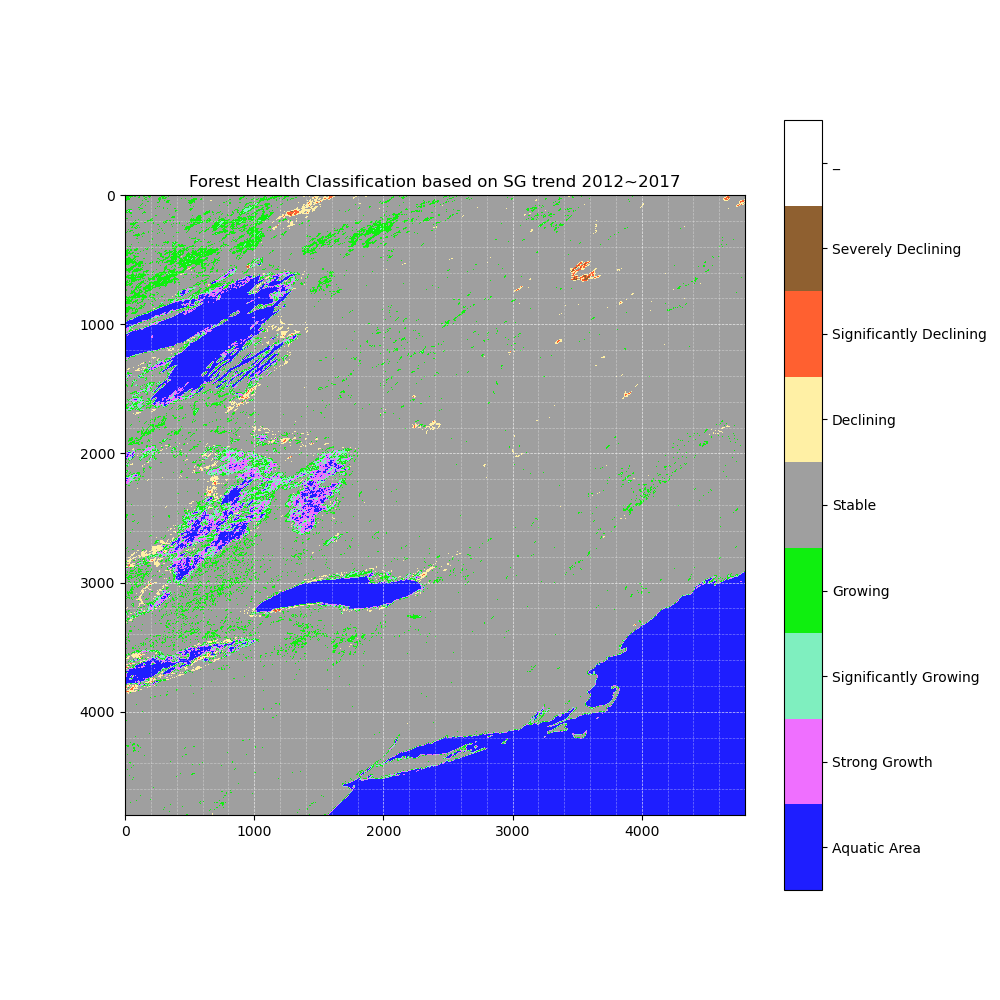 Forest Health Classification based on SG trend 2012~2017
0
1000
2000
3000
4000
0
1000
2000
3000
4000
_
Severely Declining
Significantly Declining
Declining
Stable
Growing
Significantly Growing
Strong Growth
Aquatic Area